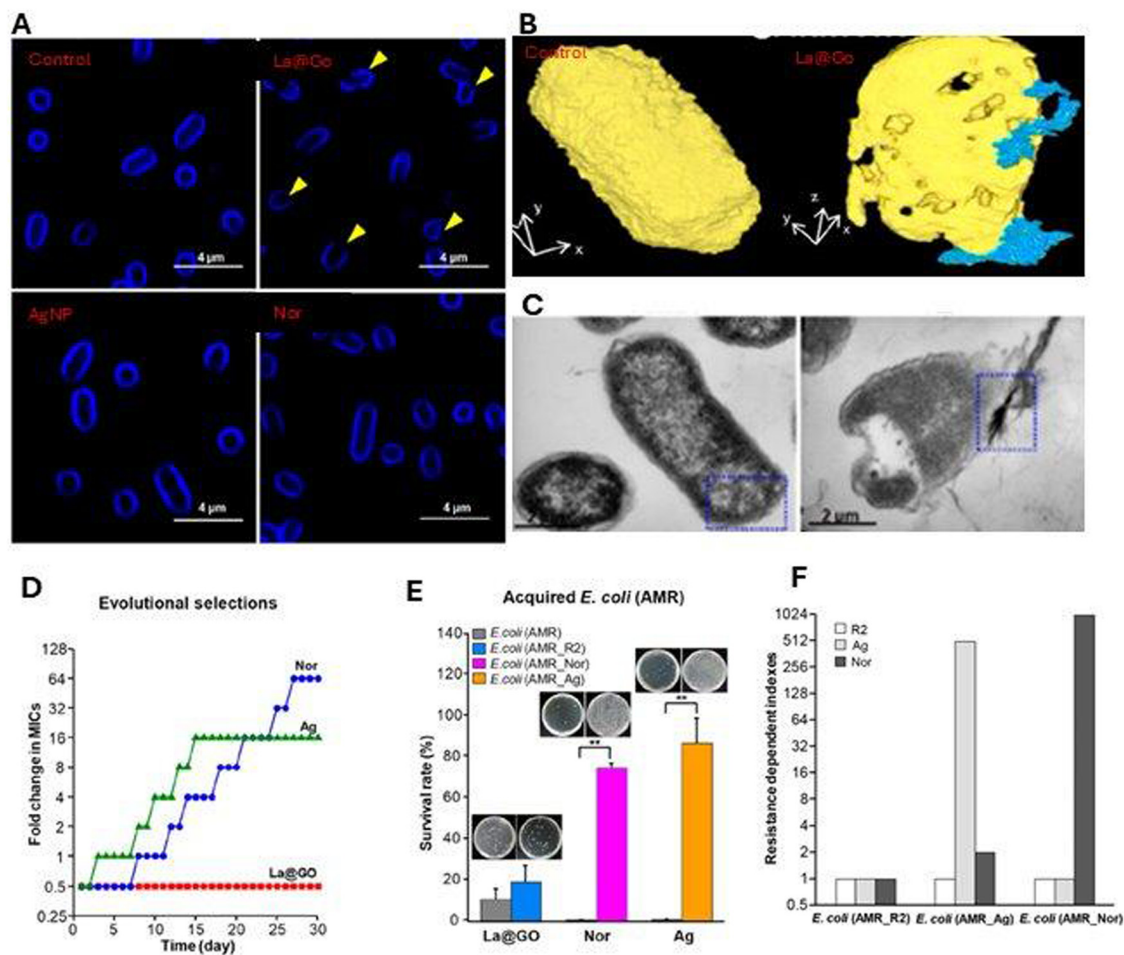 A
Control
La@Go
4 µm
4 µm
AgNP
Nor
4 µm
4 µm
B
Control
La@Go
y
x
z
y
x
C
2 µm
D
Evolutional selections
Fold change in MICs
128
64
32
16
8
4
2
1
0.5
0.25
Nor
Ag
La@GO
0
5
10
15
20
25
30
Time (day)
E
Acquired E. coli (AMR)
Survival rate (%)
140
120
100
80
60
40
20
0
E.coli (AMR)
E.coli (AMR_R2)
E.coli (AMR_Nor)
E.coli (AMR_Ag)
**
**
La@GO
Nor
Ag
F
Resistance dependent indexes
1024
512
256
128
64
32
16
8
4
2
1
0.5
R2
Ag
Nor
E. coli (AMR_R2)
E. coli (AMR_Ag)
E. coli (AMR_Nor)